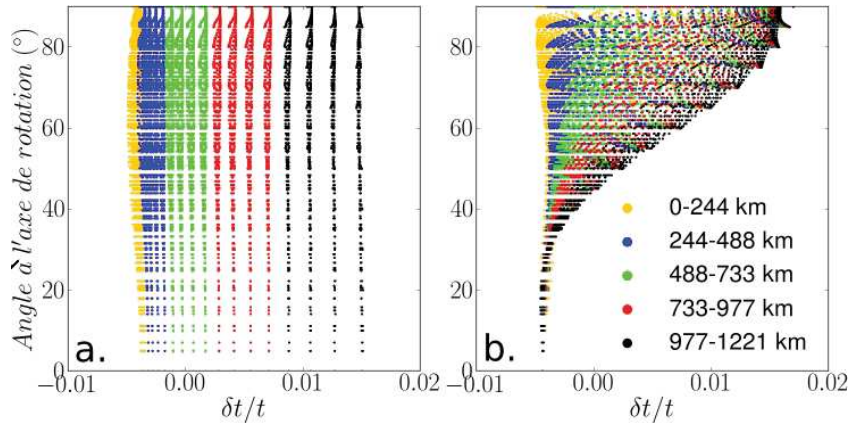 Angle à l'axe de rotation (°)
80
60
40
20
0
a.
−0.01
0.00
0.01
0.02
δt/t
80
60
40
20
0
b.
0-244 km
244-488 km
488-733 km
733-977 km
977-1221 km
−0.01
0.00
0.01
0.02
δt/t